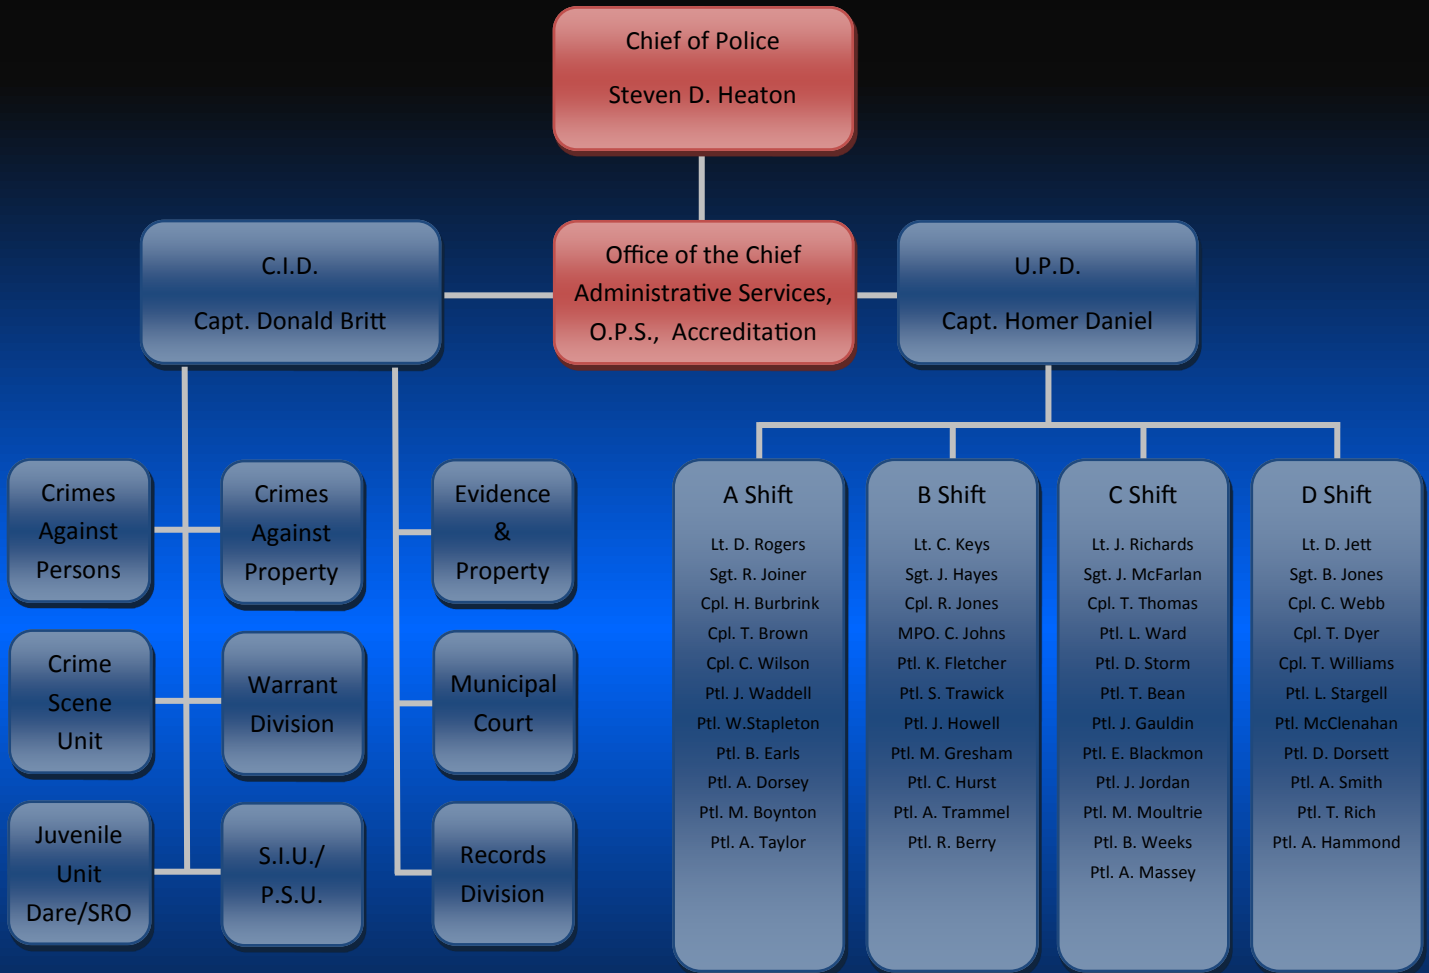 Chief of Police
Steven D. Heaton
C.I.D.
Capt. Donald Britt
Office of the Chief
Administrative Services,
O.P.S., Accreditation
U.P.D.
Capt. Homer Daniel
Crimes
Against
Persons
Crimes
Against
Property
Evidence
&
Property
Crime
Scene
Unit
Warrant
Division
Municipal
Court
Juvenile
Unit
Dare/SRO
S.I.U./
P.S.U.
Records
Division
A Shift
Lt. D. Rogers
Sgt. R. Joiner
Cpl. H. Burbrink
Cpl. T. Brown
Cpl. C. Wilson
Ptl. J. Waddell
Ptl. W.Stapleton
Ptl. B. Earls
Ptl. A. Dorsey
Ptl. M. Boynton
Ptl. A. Taylor
B Shift
Lt. C. Keys
Sgt. J. Hayes
Cpl. R. Jones
MPO. C. Johns
Ptl. K. Fletcher
Ptl. S. Trawick
Ptl. J. Howell
Ptl. M. Gresham
Ptl. C. Hurst
Ptl. A. Trammel
Ptl. R. Berry
C Shift
Lt. J. Richards
Sgt. J. McFarlan
Cpl. T. Thomas
Ptl. L. Ward
Ptl. D. Storm
Ptl. T. Bean
Ptl. J. Gauldin
Ptl. E. Blackmon
Ptl. J. Jordan
Ptl. M. Moultrie
Ptl. B. Weeks
Ptl. A. Massey
D Shift
Lt. D. Jett
Sgt. B. Jones
Cpl. C. Webb
Cpl. T. Dyer
Cpl. T. Williams
Ptl. L. Stargell
Ptl. McClenahan
Ptl. D. Dorsett
Ptl. A. Smith
Ptl. T. Rich
Ptl. A. Hammond